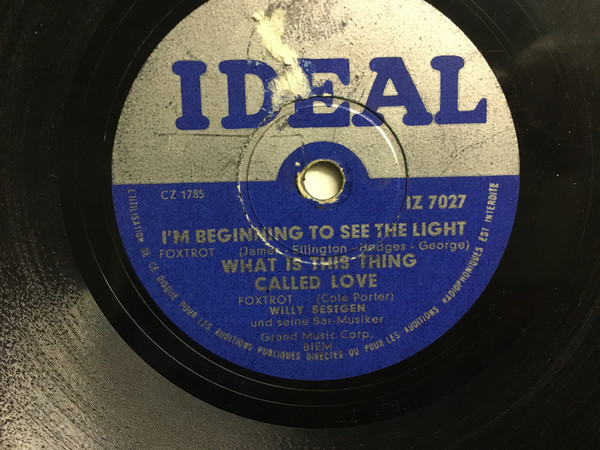 IDEAL
CZ 1785
IZ 7027
I'M BEGINNING TO SEE THE LIGHT
FOXTROT (James - Ellington - Hodges - George)
WHAT IS THIS THING
CALLED LOVE
FOXTROT (Cole Porter)
WILLY BESTGEN
und seine Bar-Musiker
Grand Music Corp.
BIEM
L'UTILISATION DE CE DISQUE POUR LES AUDITIONS PUBLIQUES DIRECTES OU POUR LES AUDITIONS RADIOPHONIQUES EST INTERDITE